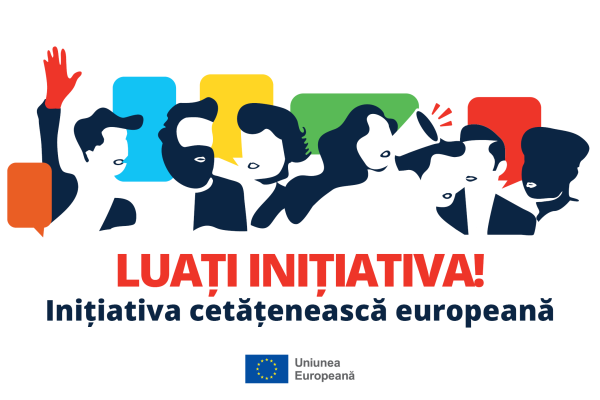 LUAȚI INIȚIATIVA!
Inițiativa cetățenească europeană
Uniunea
Europeană